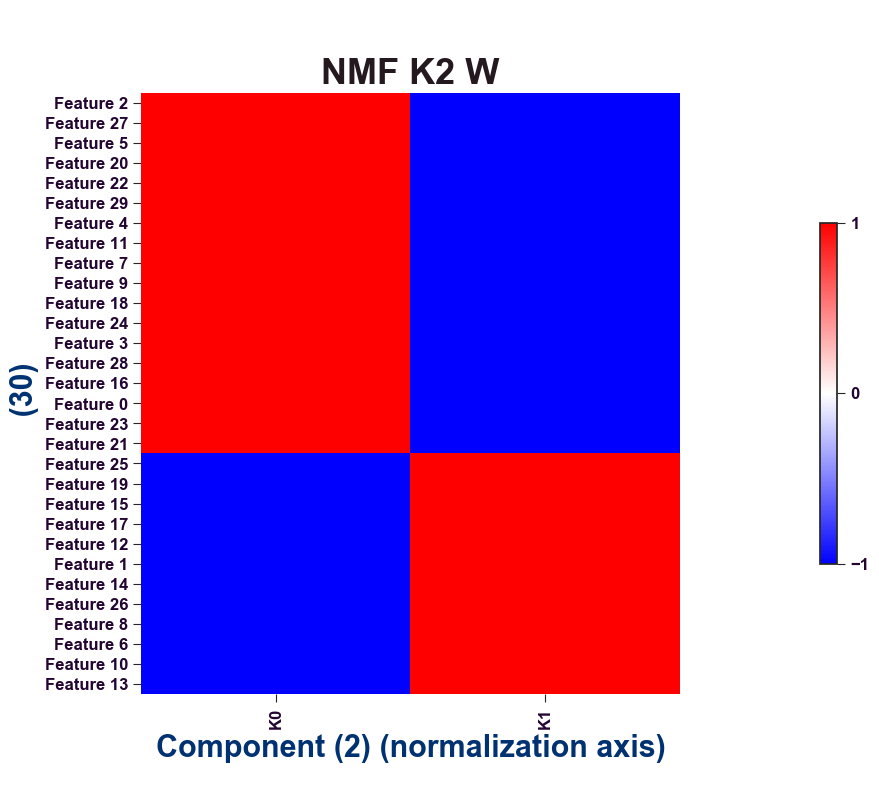 NMF K2 W
Feature 2
Feature 27
Feature 5
Feature 20
Feature 22
Feature 29
Feature 4
Feature 11
Feature 7
Feature 9
Feature 18
Feature 24
Feature 3
Feature 28
Feature 16
Feature 0
Feature 23
Feature 21
Feature 25
Feature 19
Feature 15
Feature 17
Feature 12
Feature 1
Feature 14
Feature 26
Feature 8
Feature 6
Feature 10
Feature 13
(30)
K0
K1
Component (2) (normalization axis)
1
0
−1